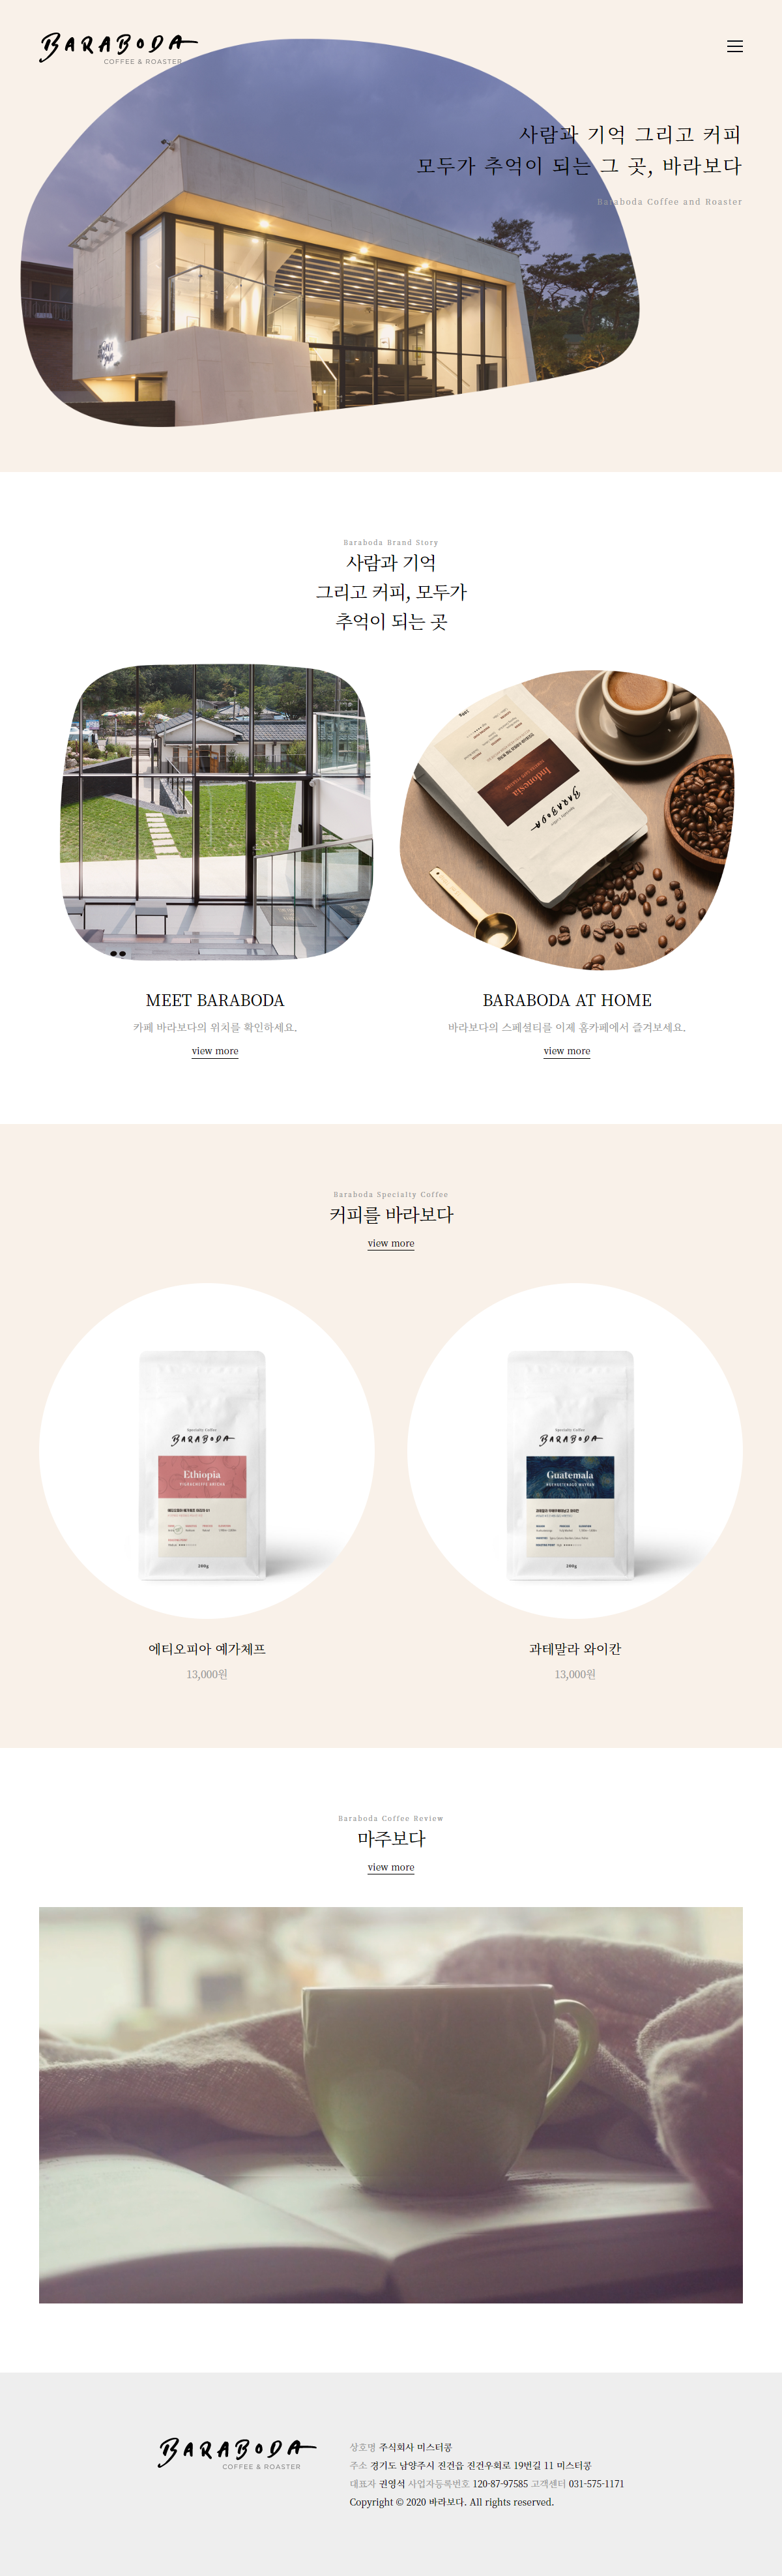 BARABODA
COFFEE & ROASTER
사람과 기억 그리고 커피
모두가 추억이 되는 그 곳, 바라보다
Baraboda Coffee and Roaster
Baraboda Brand Story
사람과 기억
그리고 커피, 모두가
추억이 되는 곳
Indonesia
BARABODA
MEET BARABODA
카페 바라보다의 위치를 확인하세요.
view more
BARABODA AT HOME
바라보다의 스페셜티를 이제 홈카페에서 즐겨보세요.
view more
Baraboda Specialty Coffee
커피를 바라보다
view more
Specialty Coffee
BARABODA
Ethiopia
200g
Specialty Coffee
BARABODA
Guatemala
200g
에티오피아 예가체프
13,000원
과테말라 와이칸
13,000원
Baraboda Coffee Review
마주보다
view more
BARABODA
COFFEE & ROASTER
상호명 주식회사 미스터콩
주소 경기도 남양주시 진건읍 진건우회로 19번길 11 미스터콩
대표자 권영석 사업자등록번호 120-87-97585 고객센터 031-575-1171
Copyright © 2020 바라보다. All rights reserved.